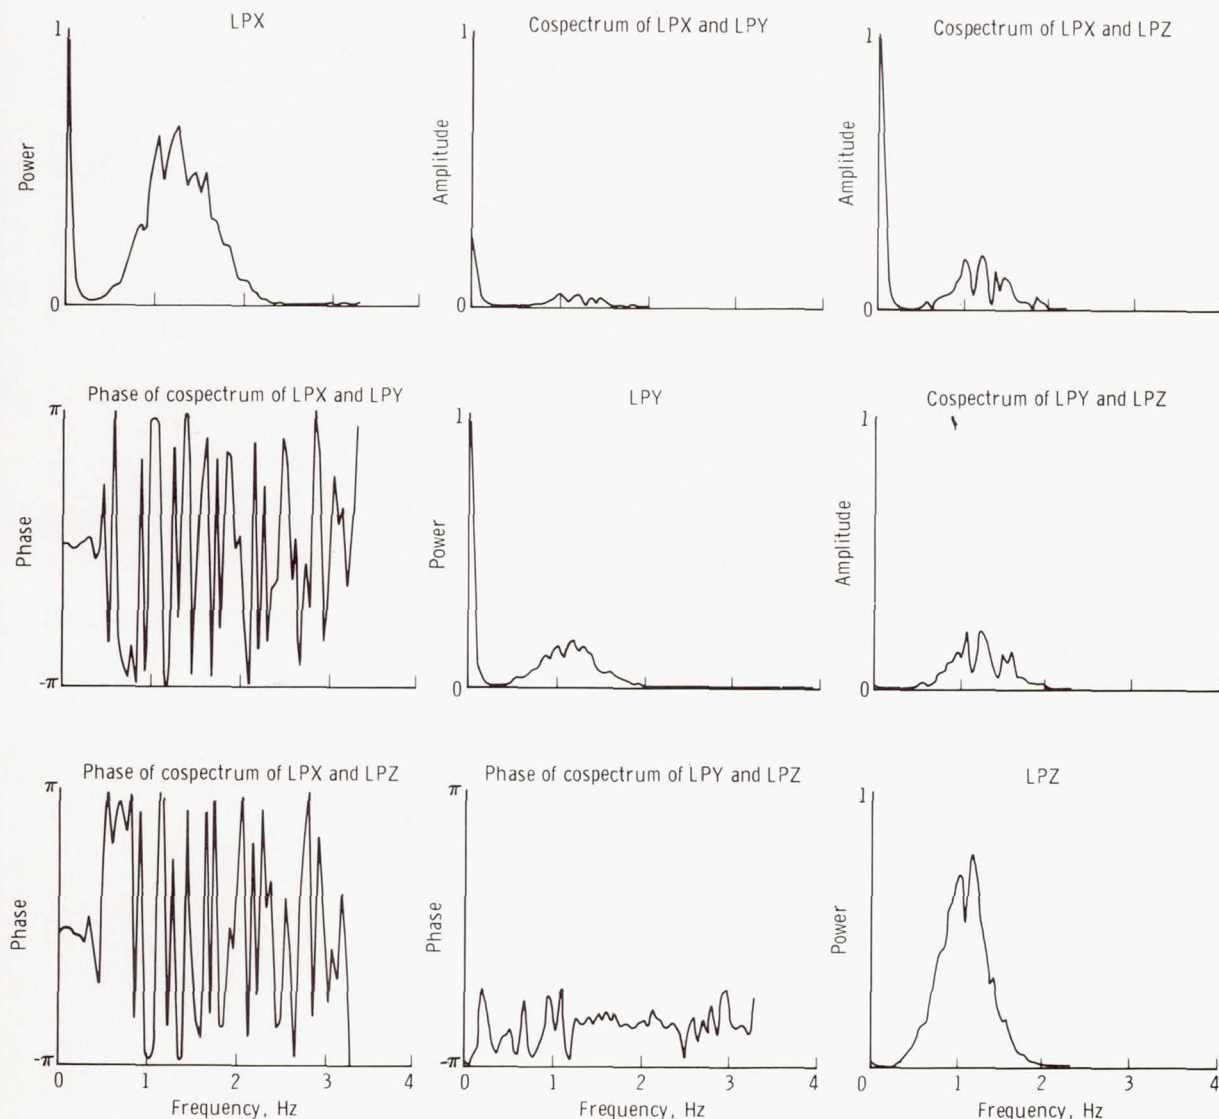 LPX
1
Power
0
Cospectrum of LPX and LPY
1
Amplitude
0
Cospectrum of LPX and LPZ
1
Amplitude
0
Phase of cospectrum of LPX and LPY
π
Phase
-π
LPY
1
Power
0
Cospectrum of LPY and LPZ
1
Amplitude
0
Phase of cospectrum of LPX and LPZ
π
Phase
-π
0 1 2 3 4
Frequency, Hz
Phase of cospectrum of LPY and LPZ
π
Phase
-π
0 1 2 3 4
Frequency, Hz
LPZ
1
Power
0 1 2 3 4
Frequency, Hz